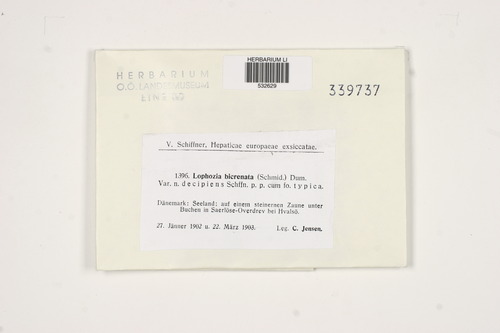 HERBARIUM
O.Ö. LANDESMUSEUM
LINZ
HERBARIUM LI
532629
339737
V. Schiffner, Hepaticae europaeae exsiccatae.
1396. Lophozia bicrenata (Schmid.) Dum.
Var. n. decipiens Schffn. p. p. cum fo. typica.
Dänemark: Seeland; auf einem steinernen Zaune unter
Buchen in Saerlöse-Overdrev bei Hvalsö.
27. Jänner 1902 u. 22. März 1908. Leg. C. Jensen.